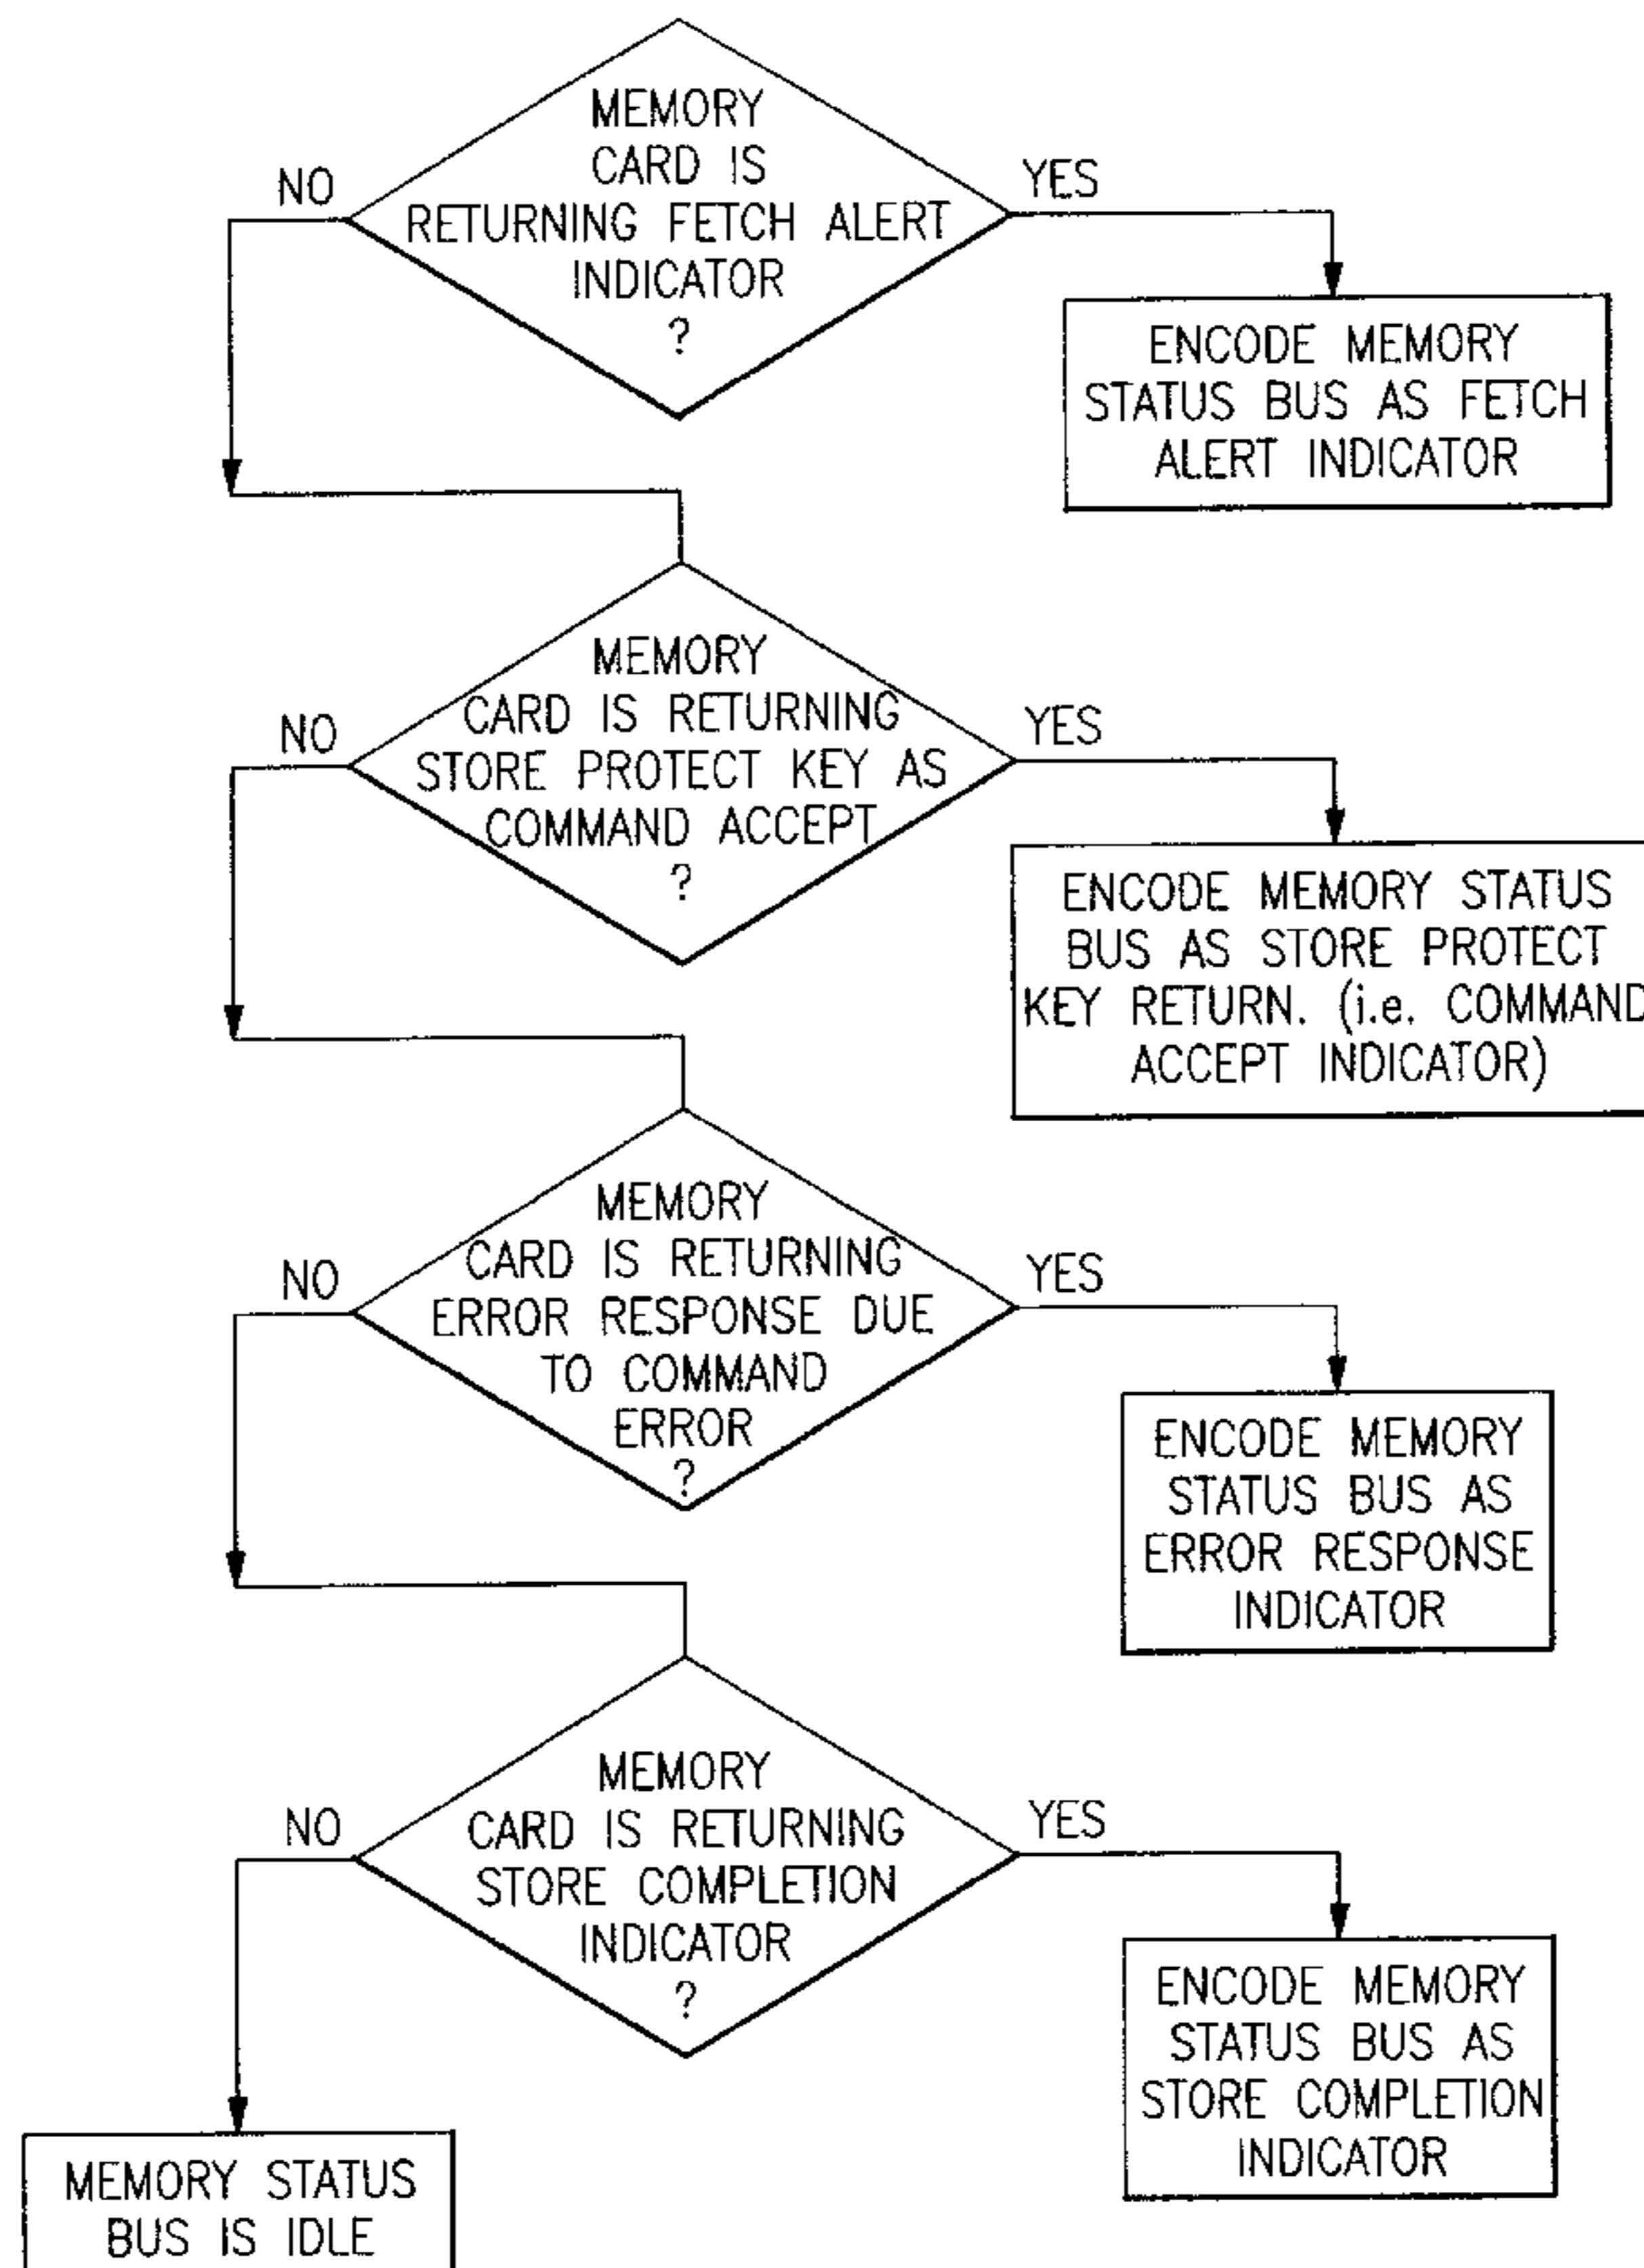 MEMORY
CARD IS
RETURNING FETCH ALERT
INDICATOR
?
NO
YES
ENCODE MEMORY
STATUS BUS AS FETCH
ALERT INDICATOR
MEMORY
CARD IS RETURNING
STORE PROTECT KEY AS
COMMAND ACCEPT
?
NO
YES
ENCODE MEMORY STATUS
BUS AS STORE PROTECT
KEY RETURN. (i.e. COMMAND
ACCEPT INDICATOR)
MEMORY
CARD IS RETURNING
ERROR RESPONSE DUE
TO COMMAND
ERROR
?
NO
YES
ENCODE MEMORY
STATUS BUS AS
ERROR RESPONSE
INDICATOR
MEMORY
CARD IS RETURNING
STORE COMPLETION
INDICATOR
?
NO
YES
ENCODE MEMORY
STATUS BUS AS
STORE COMPLETION
INDICATOR
MEMORY STATUS
BUS IS IDLE